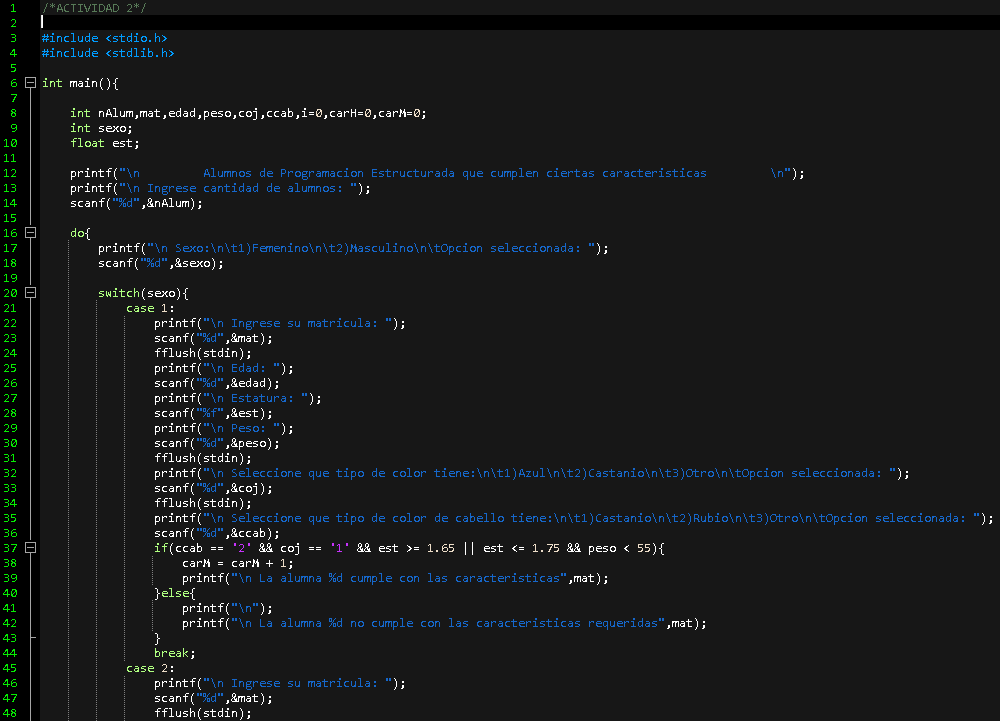 1 /*ACTIVIDAD 2*/
2
3 #include <stdio.h>
4 #include <stdlib.h>
5
6 int main(){
7
8     int nAlum,mat,edad,peso,coj,ccab,i=0,carH=0,carM=0;
9     int sexo;
10     float est;
11
12     printf("\n         Alumnos de Programacion Estructurada que cumplen ciertas caracteristicas         \n");
13     printf("\n Ingrese cantidad de alumnos: ");
14     scanf("%d",&nAlum);
15
16     do{
17         printf("\n Sexo:\n\t1)Femenino\n\t2)Masculino\n\tOpcion seleccionada: ");
18         scanf("%d",&sexo);
19
20         switch(sexo){
21             case 1:
22                 printf("\n Ingrese su matricula: ");
23                 scanf("%d",&mat);
24                 fflush(stdin);
25                 printf("\n Edad: ");
26                 scanf("%d",&edad);
27                 printf("\n Estatura: ");
28                 scanf("%f",&est);
29                 printf("\n Peso: ");
30                 scanf("%d",&peso);
31                 fflush(stdin);
32                 printf("\n Seleccione que tipo de color tiene:\n\t1)Azul\n\t2)Castanio\n\t3)Otro\n\tOpcion seleccionada: ");
33                 scanf("%d",&coj);
34                 fflush(stdin);
35                 printf("\n Seleccione que tipo de color de cabello tiene:\n\t1)Castanio\n\t2)Rubio\n\t3)Otro\n\tOpcion seleccionada: ");
36                 scanf("%d",&ccab);
37                 if(ccab == '2' && coj == '1' && est >= 1.65 || est <= 1.75 && peso < 55){
38                     carM = carM + 1;
39                     printf("\n La alumna %d cumple con las caracteristicas",mat);
40                 }else{
41                     printf("\n");
42                     printf("\n La alumna %d no cumple con las caracteristicas requeridas",mat);
43                 }
44                 break;
45             case 2:
46                 printf("\n Ingrese su matricula: ");
47                 scanf("%d",&mat);
48                 fflush(stdin);